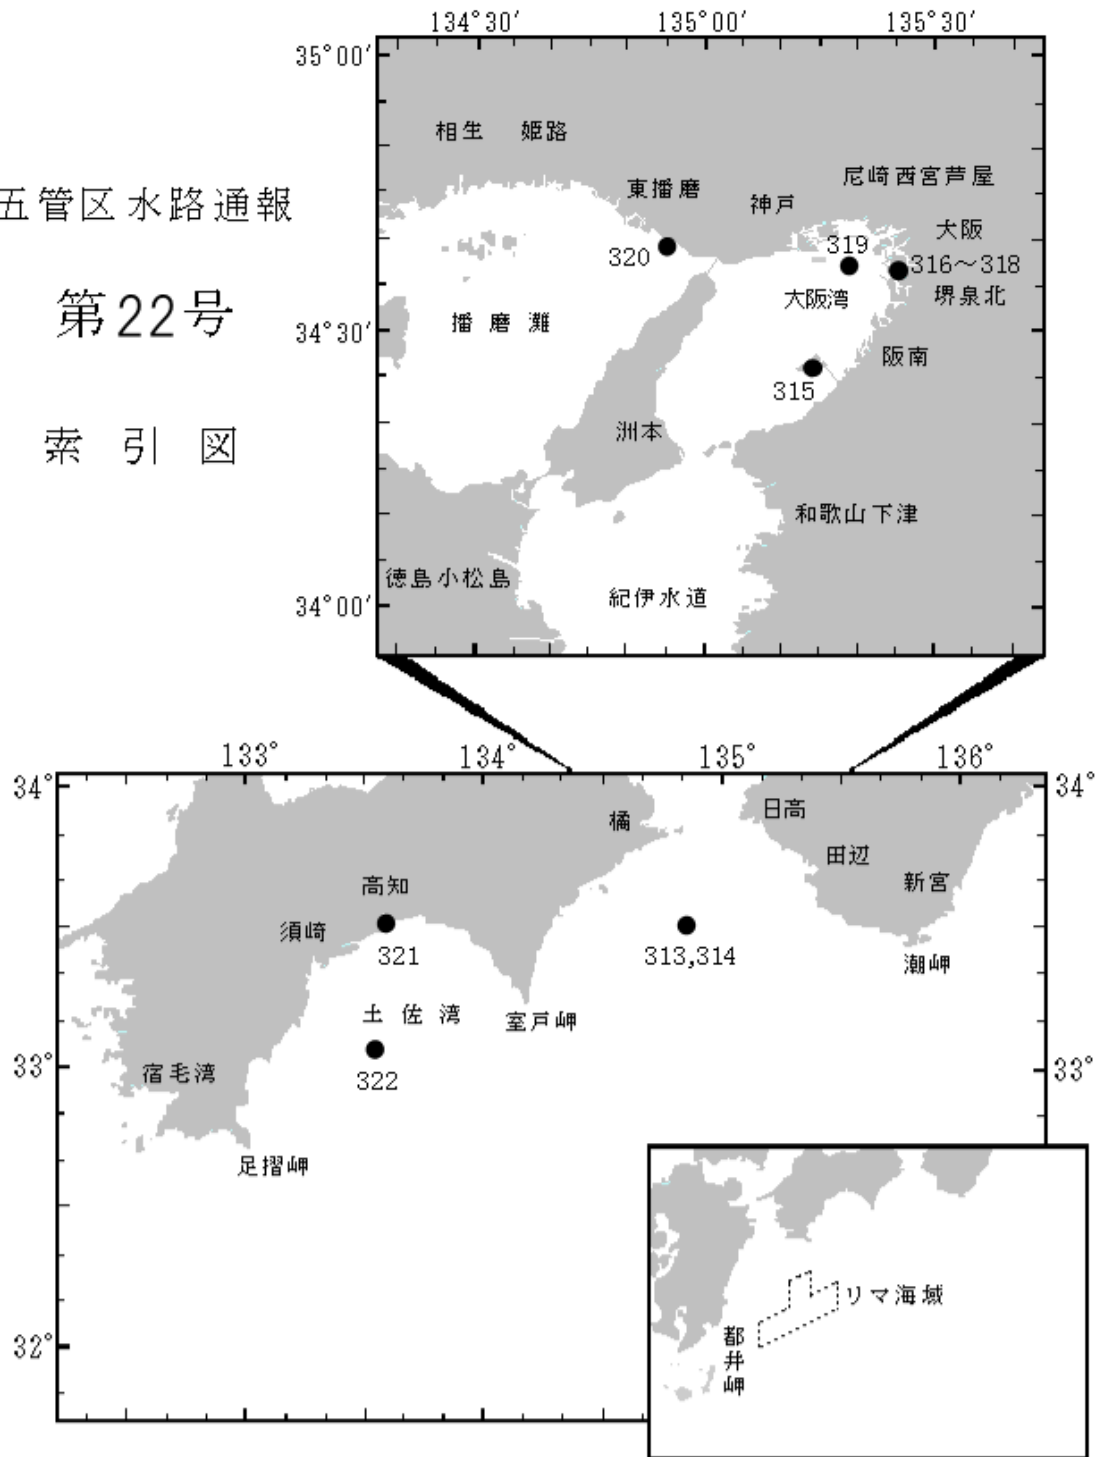 134°30′ 135°00′ 135°30′
35°00′
相生 姫路
尼崎西宮芦屋
東播磨
神戸
五管区水路通報
大阪
319
320
316～318
大阪湾
堺泉北
第22号
播磨灘
34°30′
阪南
315
洲本
索引図
和歌山下津
徳島小松島
紀伊水道
34°00′
133° 134° 135° 136°
34° 34°
日高
橘
田辺
高知
新宮
須崎
321
313,314
潮岬
土佐湾
室戸岬
33° 33°
宿毛湾
322
足摺岬
リマ海域
都井岬
32°